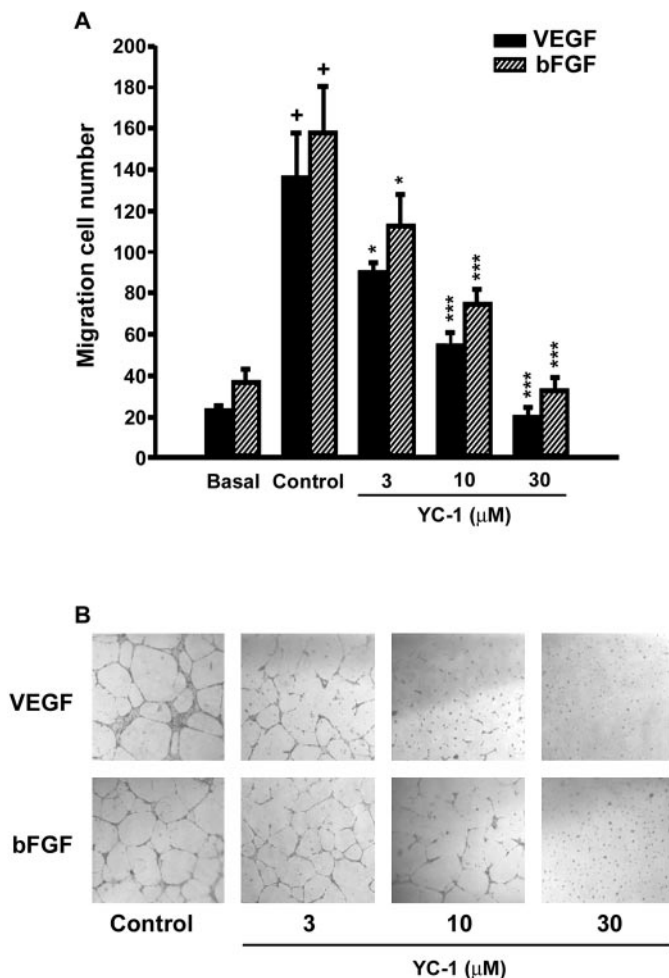 A
VEGF
bFGF
Migration cell number
200
180
160
140
120
100
80
60
40
20
0
+
+
*
*
***
***
***
***
Basal
Control
3
10
30
YC-1 (μM)
B
VEGF
bFGF
Control
3
10
30
YC-1 (μM)